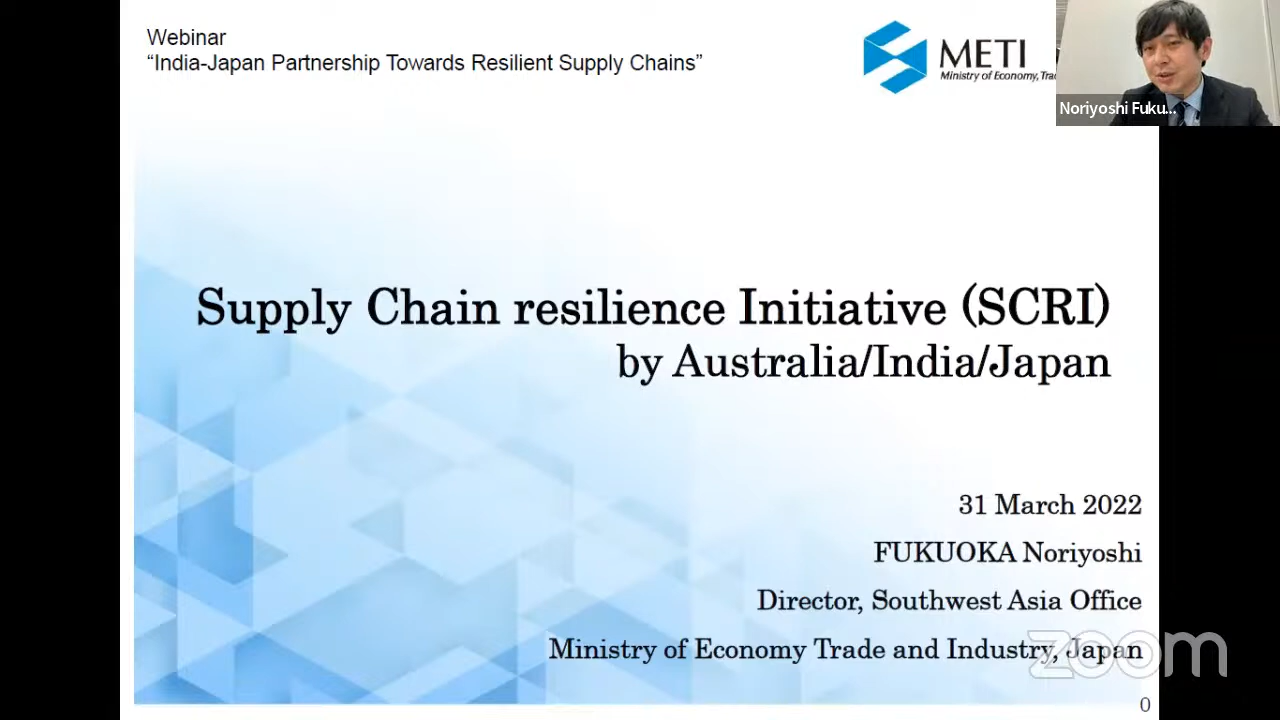 Webinar
“India-Japan Partnership Towards Resilient Supply Chains”
METI
Ministry of Economy, Tra
Noriyoshi Fuku...
Supply Chain resilience Initiative (SCRI)
by Australia/India/Japan
31 March 2022
FUKUOKA Noriyoshi
Director, Southwest Asia Office
Ministry of Economy Trade and Industry, Japan
zoom
0